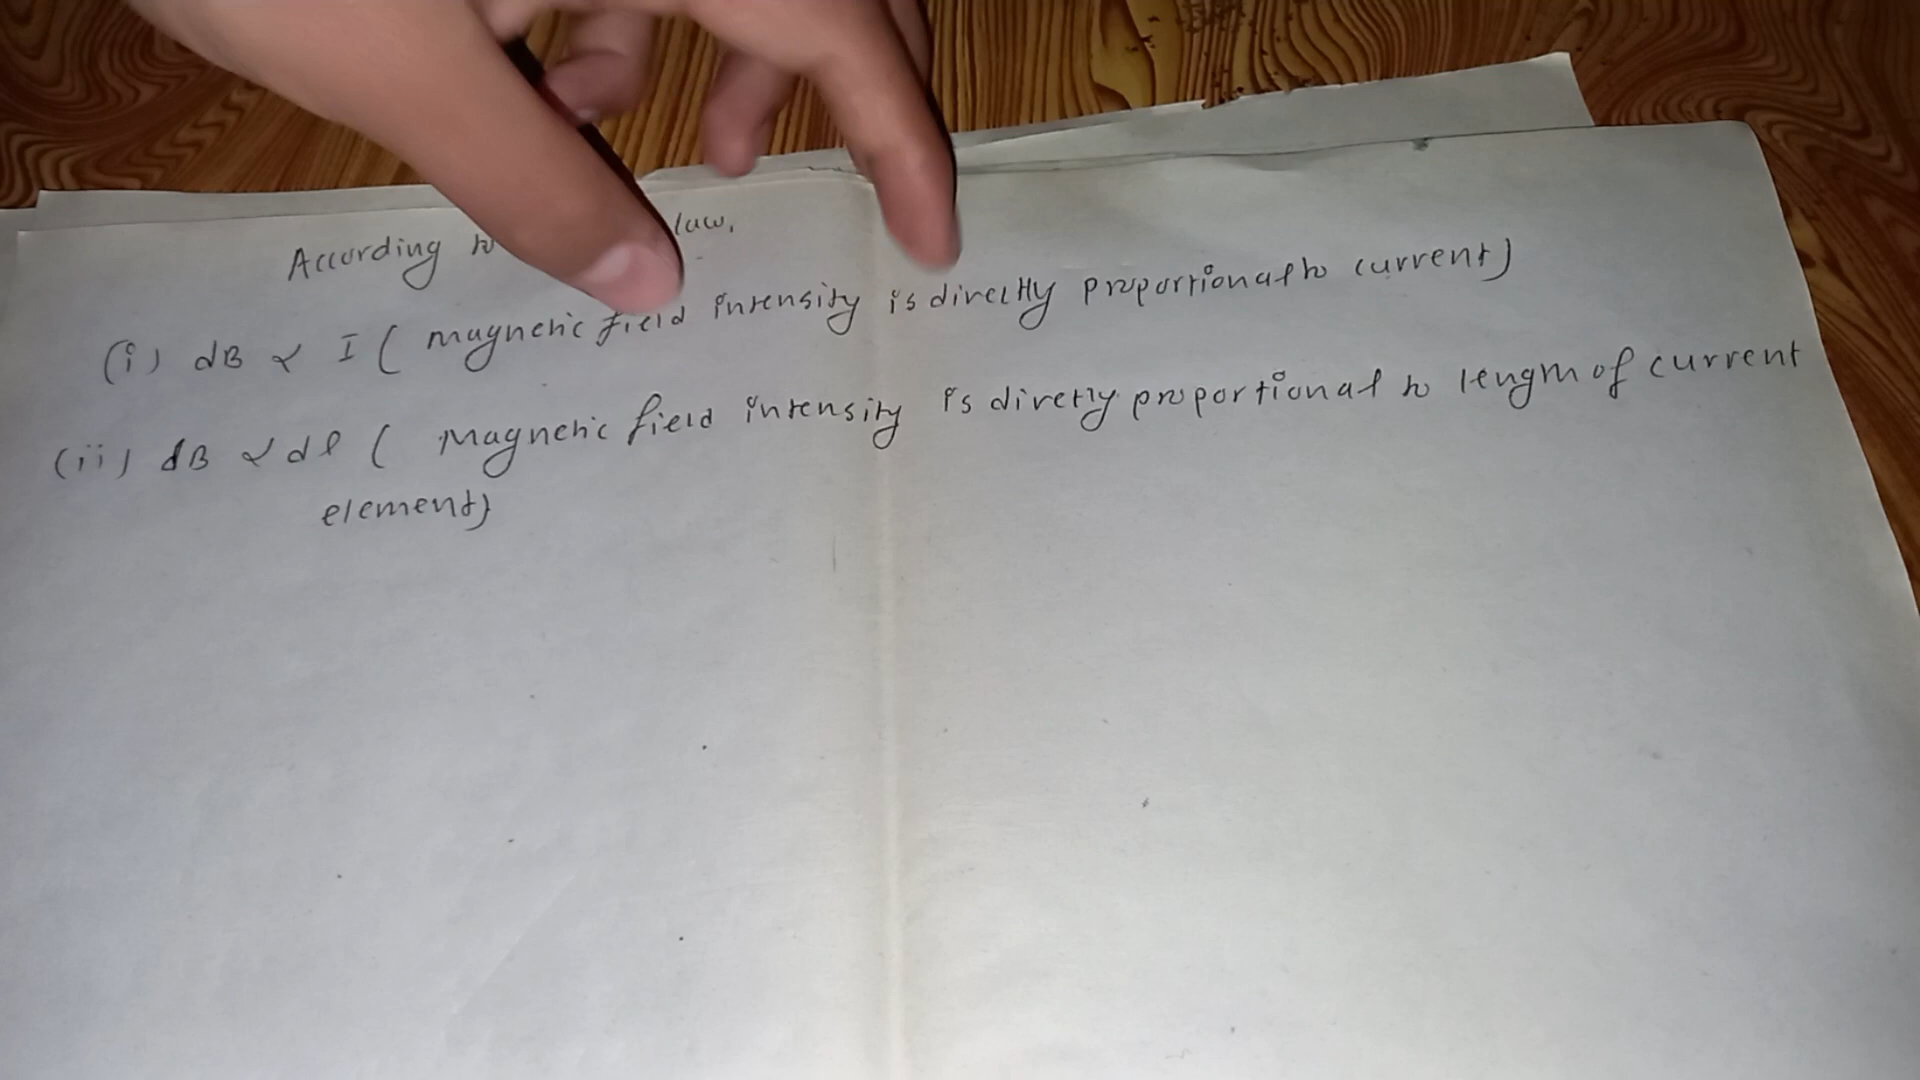 According to law,
(i) dB ∝ I ( magnetic field intensity is directly proportional to current)
(ii) dB ∝ dl ( Magnetic field intensity is directly proportional to length of current
element)